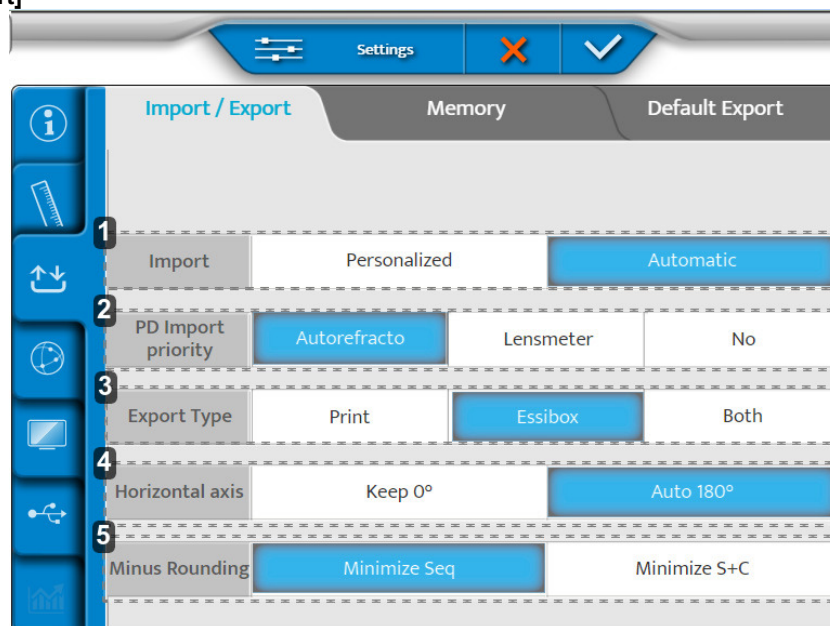 Settings
Import / Export Memory Default Export
1
Import Personalized Automatic
2
PD Import
priority Autorefracto Lensmeter No
3
Export Type Print Essibox Both
4
Horizontal axis Keep 0° Auto 180°
5
Minus Rounding Minimize Seq Minimize S+C